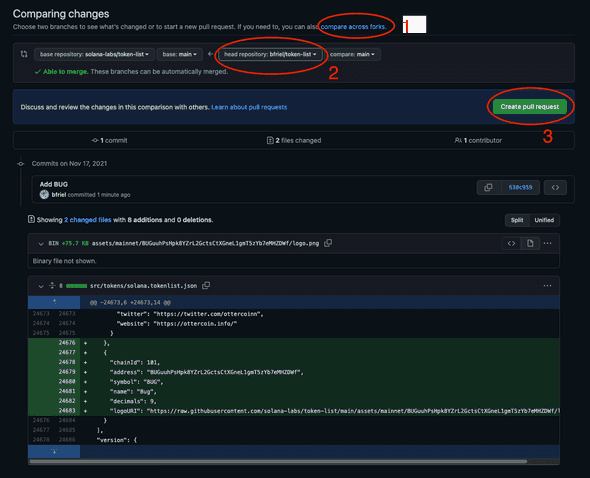 Comparing changes
Choose two branches to see what's changed or to start a new pull request. If you need to, you can also compare across forks.
1
base repository: solana-labs/token-list base: main ← head repository: bfriel/token-list compare: main
2
✓ Able to merge. These branches can be automatically merged.
Discuss and review the changes in this comparison with others. Learn about pull requests
Create pull request
3
1 commit 2 files changed 1 contributor
Commits on Nov 17, 2021
Add BUG
bfriel committed 1 minute ago
630c959
Showing 2 changed files with 8 additions and 0 deletions.
Split Unified
BIN +75.7 KB assets/mainnet/BUGuuhPsHpk8YZrL2GctsCtXGneL1gmT5zYb7eMHZDWf/logo.png
Binary file not shown.
8 src/tokens/solana.tokenlist.json
@@ -24673,6 +24673,14 @@
24673 24673 "twitter": "https://twitter.com/ottercoinn",
24674 24674 "website": "https://ottercoin.info/"
24675 24675 }
24676 + },
24677 + {
24678 + "chainId": 101,
24679 + "address": "BUGuuhPsHpk8YZrL2GctsCtXGneL1gmT5zYb7eMHZDWf",
24680 + "symbol": "BUG",
24681 + "name": "Bug",
24682 + "decimals": 9,
24683 + "logoURI": "https://raw.githubusercontent.com/solana-labs/token-list/main/assets/mainnet/BUGuuhPsHpk8YZrL2GctsCtXGneL1gmT5zYb7eMHZDWf/l
24676 24684 }
24677 24685 ],
24678 24686 "version": {